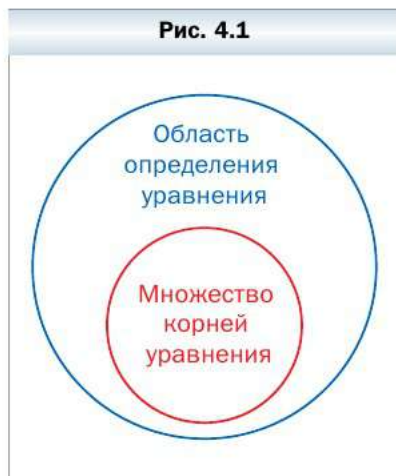 Рис. 4.1
Область
определения
уравнения
Множество
корней
уравнения